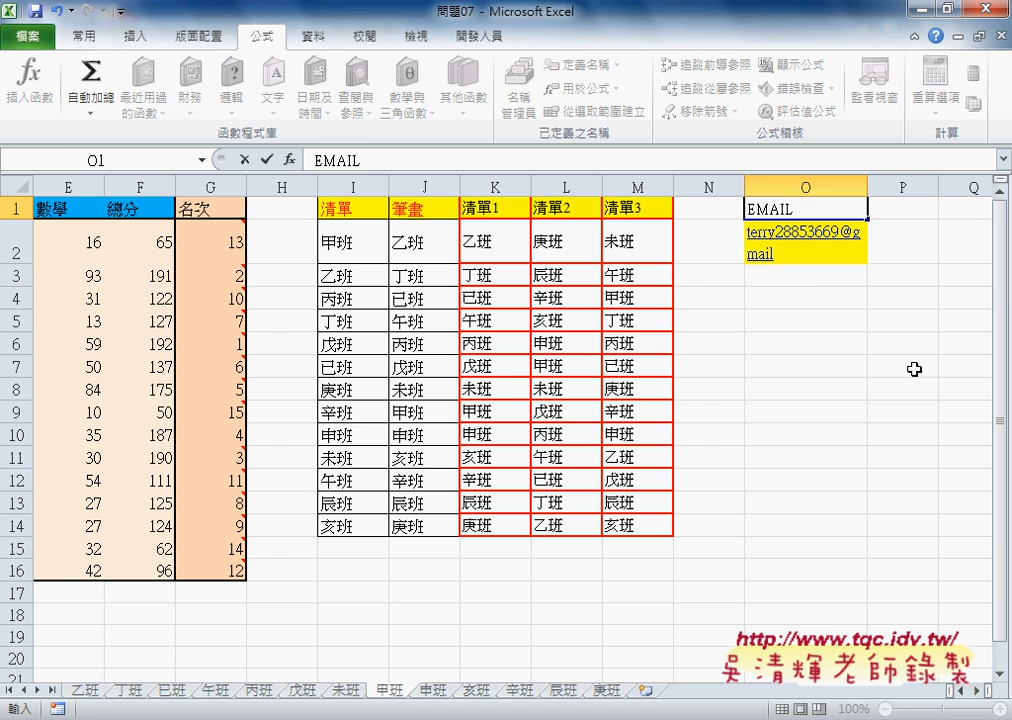 問題07 - Microsoft Excel
檔案 常用 插入 版面配置 公式 資料 校閱 檢視 開發人員
插入函數 自動加總 最近用過的函數 財務 邏輯 文字 日期及時間 查閱與參照 數學與三角函數 其他函數
函數程式庫
名稱管理員 定義名稱 用於公式 從選取範圍建立
已定義之名稱
追蹤前導參照 追蹤從屬參照 移除箭號 顯示公式 錯誤檢查 評估值公式
公式稽核
監看視窗 重算選項
計算
O1 fx EMAIL
E F G H I J K L M N O P Q
1 數學 總分 名次 清單 筆畫 清單1 清單2 清單3 EMAIL
2 16 65 13 甲班 乙班 乙班 庚班 未班 terry28853669@g
mail
3 93 191 2 乙班 丁班 丁班 辰班 午班
4 31 122 10 丙班 已班 已班 辛班 甲班
5 13 127 7 丁班 午班 午班 亥班 丁班
6 59 192 1 戊班 丙班 丙班 申班 丙班
7 50 137 6 已班 戊班 戊班 甲班 已班
8 84 175 5 庚班 未班 未班 未班 庚班
9 10 50 15 辛班 甲班 甲班 戊班 辛班
10 35 187 4 申班 申班 申班 丙班 申班
11 30 190 3 未班 亥班 亥班 午班 乙班
12 54 111 11 午班 辛班 辛班 已班 戊班
13 27 125 8 辰班 辰班 辰班 丁班 辰班
14 27 124 9 亥班 庚班 庚班 乙班 亥班
15 32 62 14
16 42 96 12
17
18
19
20
21
http://www.tqc.idv.tw/
吳清輝老師錄製
乙班 丁班 已班 午班 丙班 戊班 未班 甲班 申班 亥班 辛班 辰班 庚班
輸入 100%